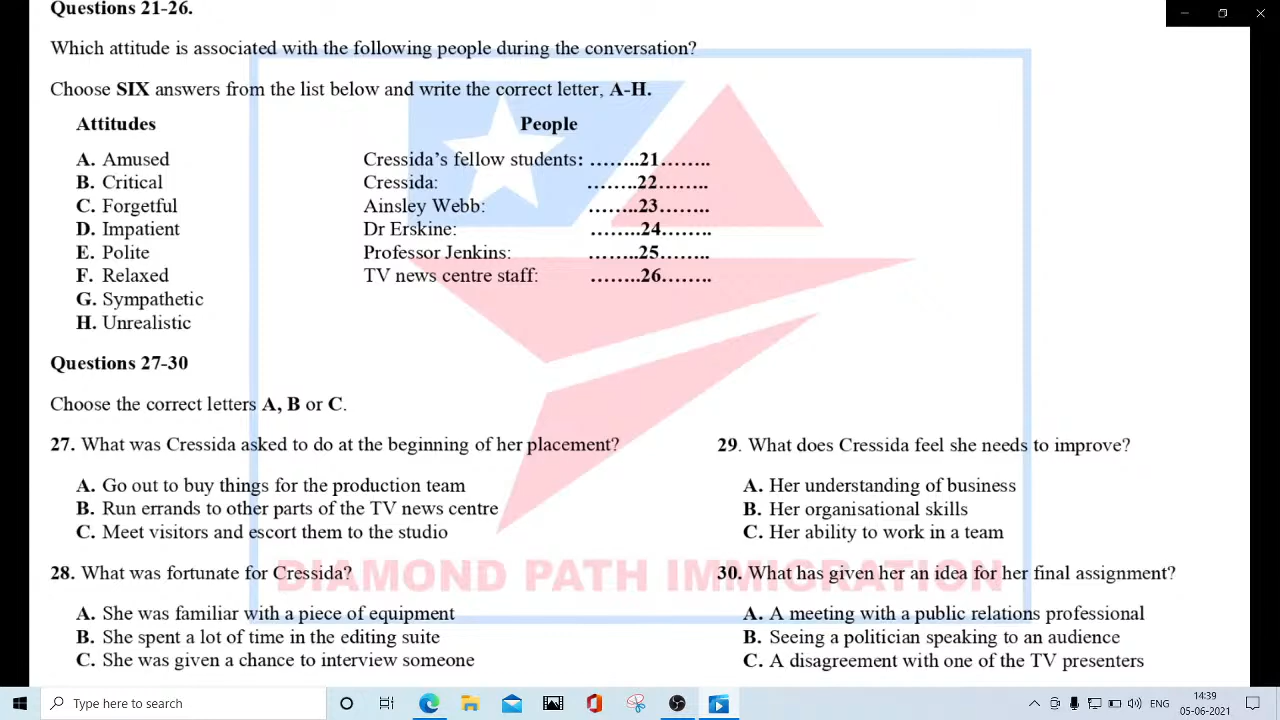 Questions 21-26.
Which attitude is associated with the following people during the conversation?
Choose SIX answers from the list below and write the correct letter, A-H.
Attitudes People
A. Amused Cressida's fellow students: ……..21……..
B. Critical Cressida: ……..22……..
C. Forgetful Ainsley Webb: ……..23……..
D. Impatient Dr Erskine: ……..24……..
E. Polite Professor Jenkins: ……..25……..
F. Relaxed TV news centre staff: ……..26……..
G. Sympathetic
H. Unrealistic
Questions 27-30
Choose the correct letters A, B or C.
27. What was Cressida asked to do at the beginning of her placement?
A. Go out to buy things for the production team
B. Run errands to other parts of the TV news centre
C. Meet visitors and escort them to the studio
28. What was fortunate for Cressida?
A. She was familiar with a piece of equipment
B. She spent a lot of time in the editing suite
C. She was given a chance to interview someone
29. What does Cressida feel she needs to improve?
A. Her understanding of business
B. Her organisational skills
C. Her ability to work in a team
30. What has given her an idea for her final assignment?
A. A meeting with a public relations professional
B. Seeing a politician speaking to an audience
C. A disagreement with one of the TV presenters
DIAMOND PATH IMMIGRATION
Type here to search
14:39
05-06-2021